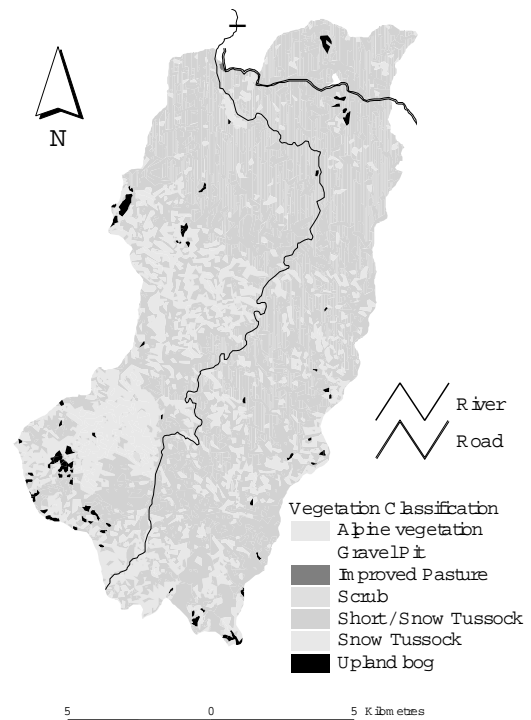 N
River
Road
Vegetation Classification
Alpine vegetation
Gravel Pit
Improved Pasture
Scrub
Short/Snow Tussock
Snow Tussock
Upland bog
5 0 5 Kilometres